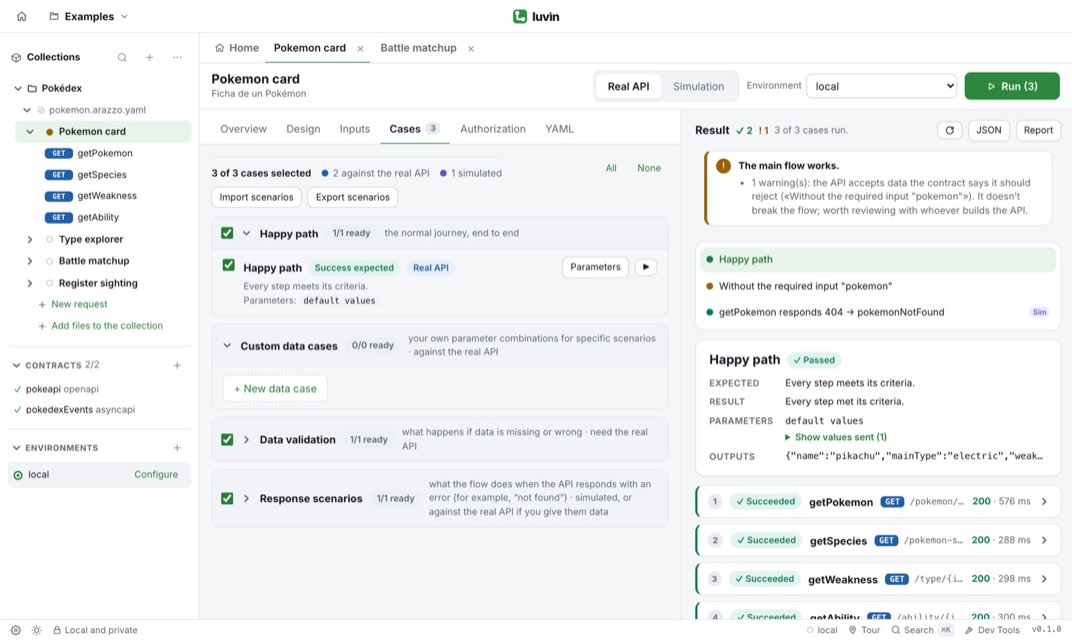 Examples
luvin
Collections
Pokédex
pokemon.arazzo.yaml
Pokemon card
GET getPokemon
GET getSpecies
GET getWeakness
GET getAbility
Type explorer
Battle matchup
Register sighting
+ New request
+ Add files to the collection
CONTRACTS 2/2
pokeapi openapi
pokedexEvents asyncapi
ENVIRONMENTS
local Configure
Home Pokemon card × Battle matchup ×
Pokemon card
Ficha de un Pokémon
Real API Simulation Environment local Run (3)
Overview Design Inputs Cases 3 Authorization YAML
3 of 3 cases selected 2 against the real API 1 simulated All None
Import scenarios Export scenarios
Happy path 1/1 ready the normal journey, end to end
Happy path Success expected Real API Parameters
Every step meets its criteria.
Parameters: default values
Custom data cases 0/0 ready your own parameter combinations for specific scenarios
· against the real API
+ New data case
Data validation 1/1 ready what happens if data is missing or wrong · need the real
API
Response scenarios 1/1 ready what the flow does when the API responds with an
error (for example, "not found") · simulated, or
against the real API if you give them data
Result ✓ 2 ! 1 3 of 3 cases run. JSON Report
! The main flow works.
• 1 warning(s): the API accepts data the contract says it should
reject («Without the required input "pokemon"»). It doesn't
break the flow; worth reviewing with whoever builds the API.
Happy path
Without the required input "pokemon"
getPokemon responds 404 → pokemonNotFound Sim
Happy path ✓ Passed
EXPECTED Every step meets its criteria.
RESULT Every step met its criteria.
PARAMETERS default values
Show values sent (1)
OUTPUTS {"name":"pikachu","mainType":"electric","weak…
1 ✓ Succeeded getPokemon GET /pokemon/… 200 · 576 ms
2 ✓ Succeeded getSpecies GET /pokemon-s… 200 · 288 ms
3 ✓ Succeeded getWeakness GET /type/{i… 200 · 298 ms
4 ✓ Succeeded getAbility GET /ability/{i 200 · 300 ms
Local and private
local Tour Search ⌘K Dev Tools v0.1.0